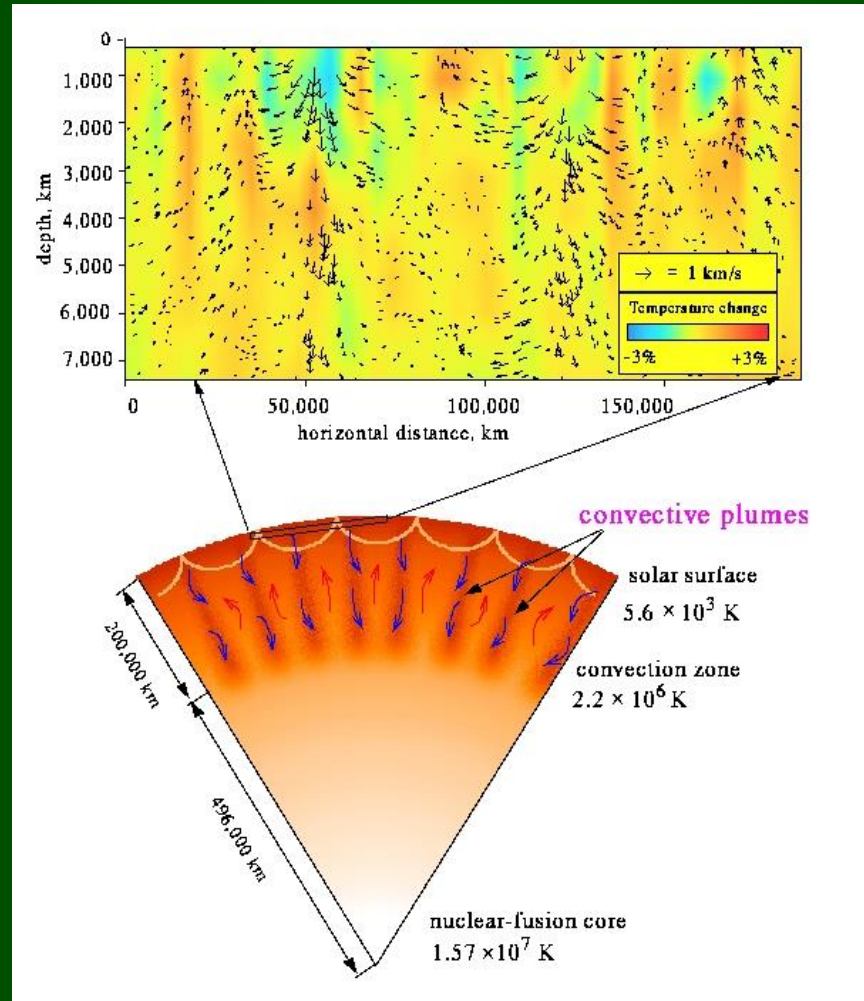 0
1,000
2,000
3,000
4,000
5,000
6,000
7,000
depth, km
→ = 1 km/s
Temperature change
-3% +3%
0 50,000 100,000 150,000
horizontal distance, km
convective plumes
solar surface
5.6 × 10³ K
convection zone
2.2 × 10⁶ K
200,000 km
496,000 km
nuclear-fusion core
1.57 ×10⁷ K